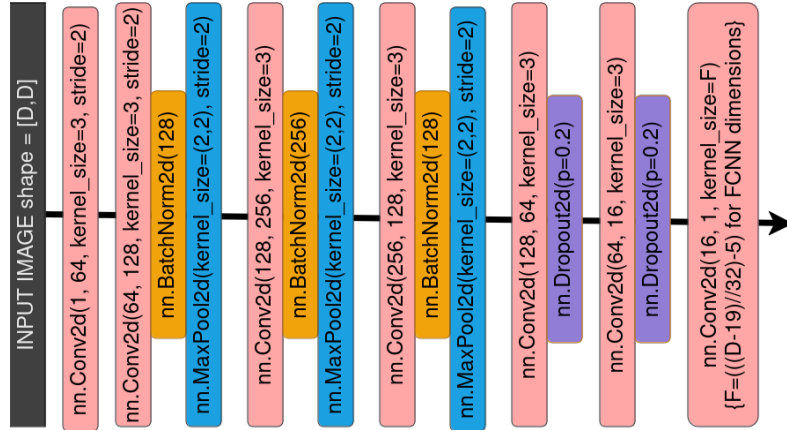 INPUT IMAGE shape = [D,D]
nn.Conv2d(1, 64, kernel_size=3, stride=2)
nn.Conv2d(64, 128, kernel_size=3, stride=2)
nn.BatchNorm2d(128)
nn.MaxPool2d(kernel_size=(2,2), stride=2)
nn.Conv2d(128, 256, kernel_size=3)
nn.BatchNorm2d(256)
nn.MaxPool2d(kernel_size=(2,2), stride=2)
nn.Conv2d(256, 128, kernel_size=3)
nn.BatchNorm2d(128)
nn.MaxPool2d(kernel_size=(2,2), stride=2)
nn.Conv2d(128, 64, kernel_size=3)
nn.Dropout2d(p=0.2)
nn.Conv2d(64, 16, kernel_size=3)
nn.Dropout2d(p=0.2)
nn.Conv2d(16, 1, kernel_size=F)
{F=(((D-19)//32)-5) for FCNN dimensions}